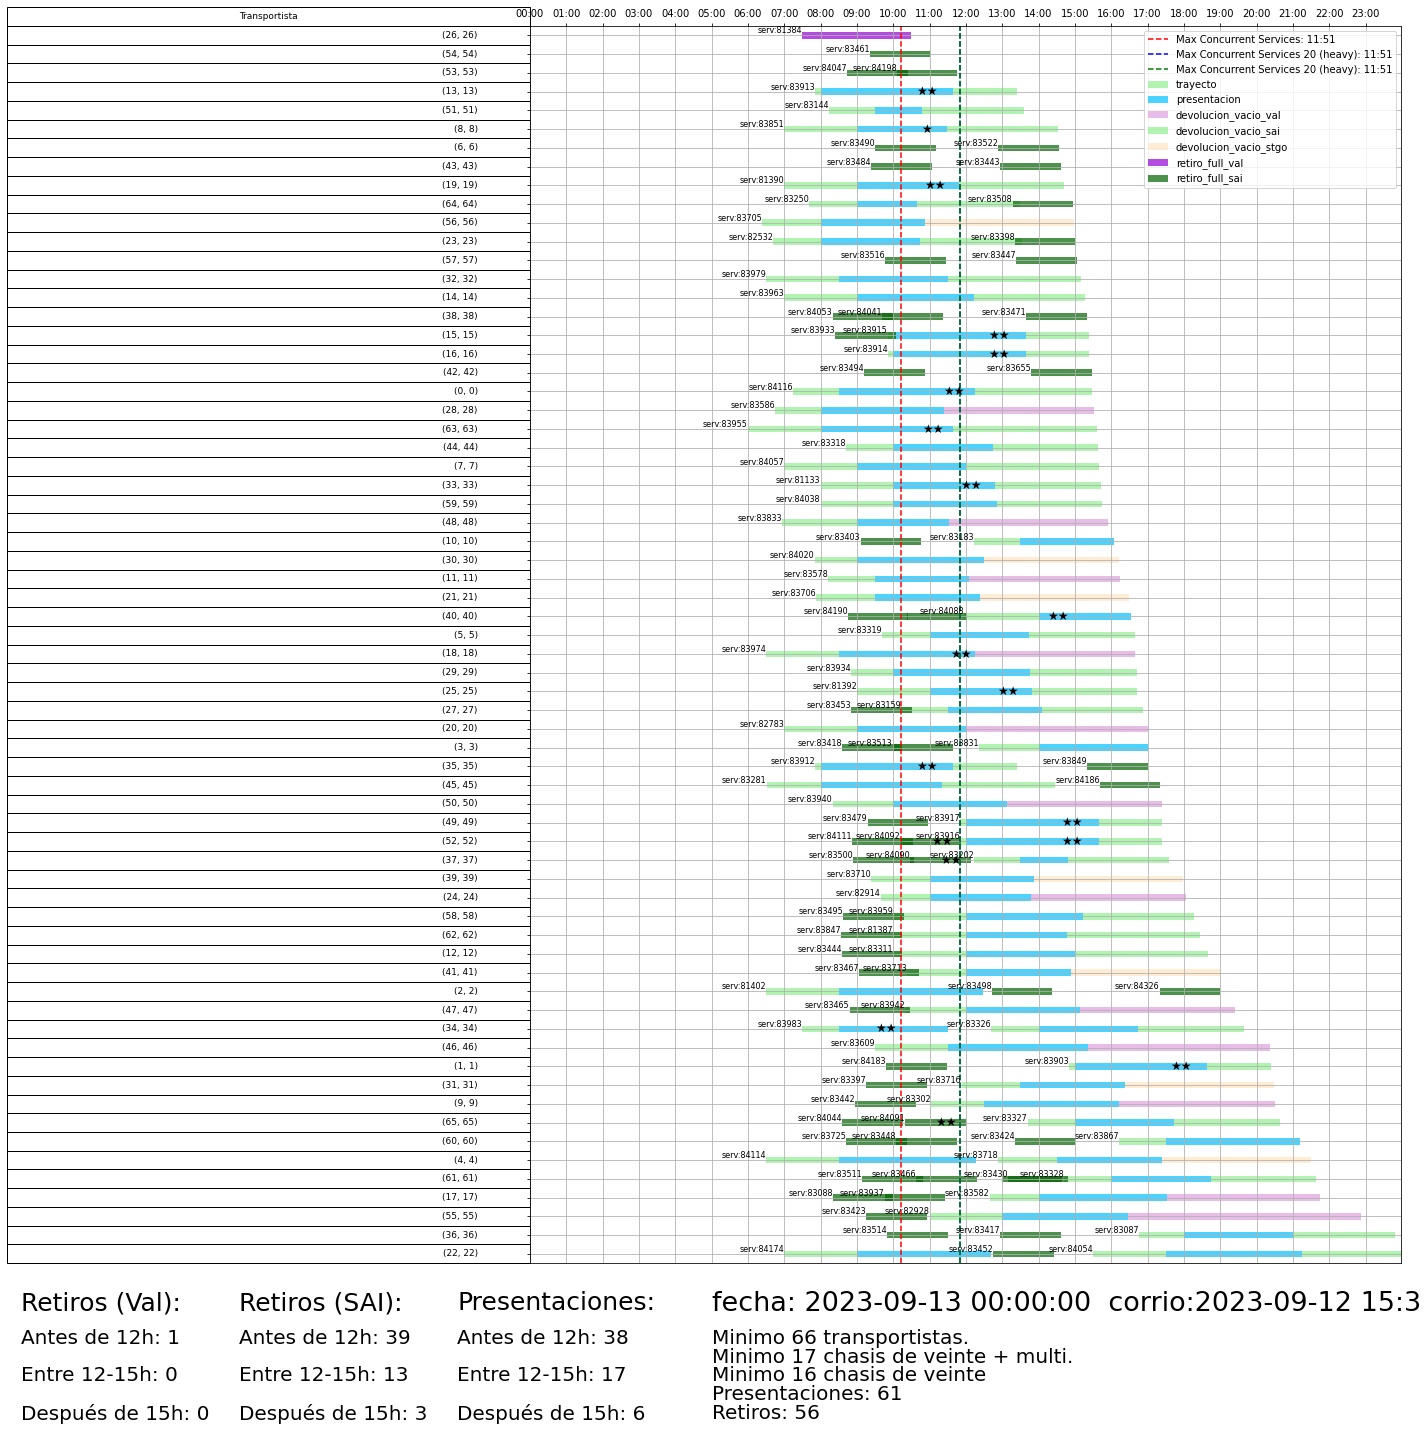 Transportista
00:00 01:00 02:00 03:00 04:00 05:00 06:00 07:00 08:00 09:00 10:00 11:00 12:00 13:00 14:00 15:00 16:00 17:00 18:00 19:00 20:00 21:00 22:00 23:00
Max Concurrent Services: 11:51
Max Concurrent Services 20 (heavy): 11:51
Max Concurrent Services 20 (heavy): 11:51
trayecto
presentacion
devolucion_vacio_val
devolucion_vacio_sai
devolucion_vacio_stgo
retiro_full_val
retiro_full_sai
(26, 26) serv:81384
(54, 54) serv:83461
(53, 53) serv:84047 serv:84198
(13, 13) serv:83913
(51, 51) serv:83144
(8, 8) serv:83851
(6, 6) serv:83490 serv:83522
(43, 43) serv:83484 serv:83443
(19, 19) serv:81390
(64, 64) serv:83250 serv:83508
(56, 56) serv:83705
(23, 23) serv:82532 serv:83398
(57, 57) serv:83516 serv:83447
(32, 32) serv:83979
(14, 14) serv:83963
(38, 38) serv:84053 serv:84041 serv:83471
(15, 15) serv:83933 serv:83915
(16, 16) serv:83914
(42, 42) serv:83494 serv:83655
(0, 0) serv:84116
(28, 28) serv:83586
(63, 63) serv:83955
(44, 44) serv:83318
(7, 7) serv:84057
(33, 33) serv:81133
(59, 59) serv:84038
(48, 48) serv:83833
(10, 10) serv:83403 serv:83183
(30, 30) serv:84020
(11, 11) serv:83578
(21, 21) serv:83706
(40, 40) serv:84190 serv:84088
(5, 5) serv:83319
(18, 18) serv:83974
(29, 29) serv:83934
(25, 25) serv:81392
(27, 27) serv:83453 serv:83159
(20, 20) serv:82783
(3, 3) serv:83418 serv:83513 serv:83831
(35, 35) serv:83912 serv:83849
(45, 45) serv:83281 serv:84186
(50, 50) serv:83940
(49, 49) serv:83479 serv:83917
(52, 52) serv:84111 serv:84092 serv:83916
(37, 37) serv:83500 serv:84090 serv:83202
(39, 39) serv:83710
(24, 24) serv:82914
(58, 58) serv:83495 serv:83959
(62, 62) serv:83847 serv:81387
(12, 12) serv:83444 serv:83311
(41, 41) serv:83467 serv:83713
(2, 2) serv:81402 serv:83498 serv:84326
(47, 47) serv:83465 serv:83942
(34, 34) serv:83983 serv:83326
(46, 46) serv:83609
(1, 1) serv:84183 serv:83903
(31, 31) serv:83397 serv:83716
(9, 9) serv:83442 serv:83302
(65, 65) serv:84044 serv:84091 serv:83327
(60, 60) serv:83725 serv:83448 serv:83424 serv:83867
(4, 4) serv:84114 serv:83718
(61, 61) serv:83511 serv:83466 serv:83430 serv:83328
(17, 17) serv:83088 serv:83937 serv:83582
(55, 55) serv:83423 serv:82928
(36, 36) serv:83514 serv:83417 serv:83087
(22, 22) serv:84174 serv:83452 serv:84054
Retiros (Val):
Antes de 12h: 1
Entre 12-15h: 0
Después de 15h: 0
Retiros (SAI):
Antes de 12h: 39
Entre 12-15h: 13
Después de 15h: 3
Presentaciones:
Antes de 12h: 38
Entre 12-15h: 17
Después de 15h: 6
fecha: 2023-09-13 00:00:00  corrio:2023-09-12 15:3
Minimo 66 transportistas.
Minimo 17 chasis de veinte + multi.
Minimo 16 chasis de veinte
Presentaciones: 61
Retiros: 56